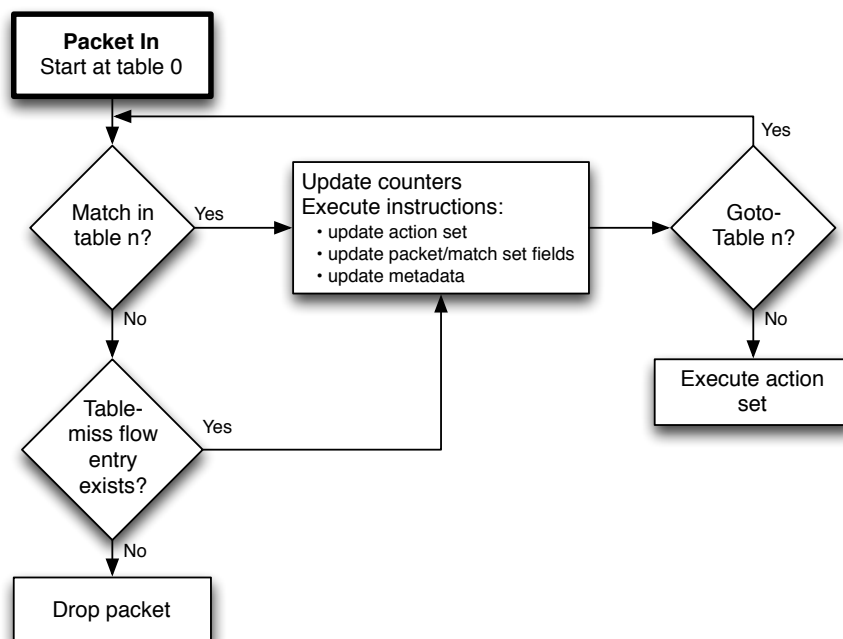 Packet In
Start at table 0
Yes
Match in
table n?
Yes
Update counters
Execute instructions:
• update action set
• update packet/match set fields
• update metadata
Goto-
Table n?
No
No
Execute action
set
Table-
miss flow
entry
exists?
Yes
No
Drop packet